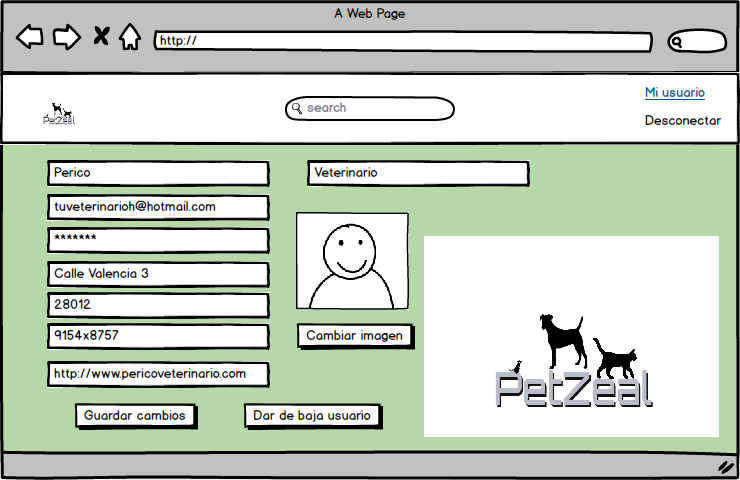 A Web Page
http://
PetZeal
search
Mi usuario
Desconectar
Perico
Veterinario
tuveterinarioh@hotmail.com
*******
Calle Valencia 3
28012
9154x8757
Cambiar imagen
http://www.pericoveterinario.com
PetZeal
Guardar cambios
Dar de baja usuario